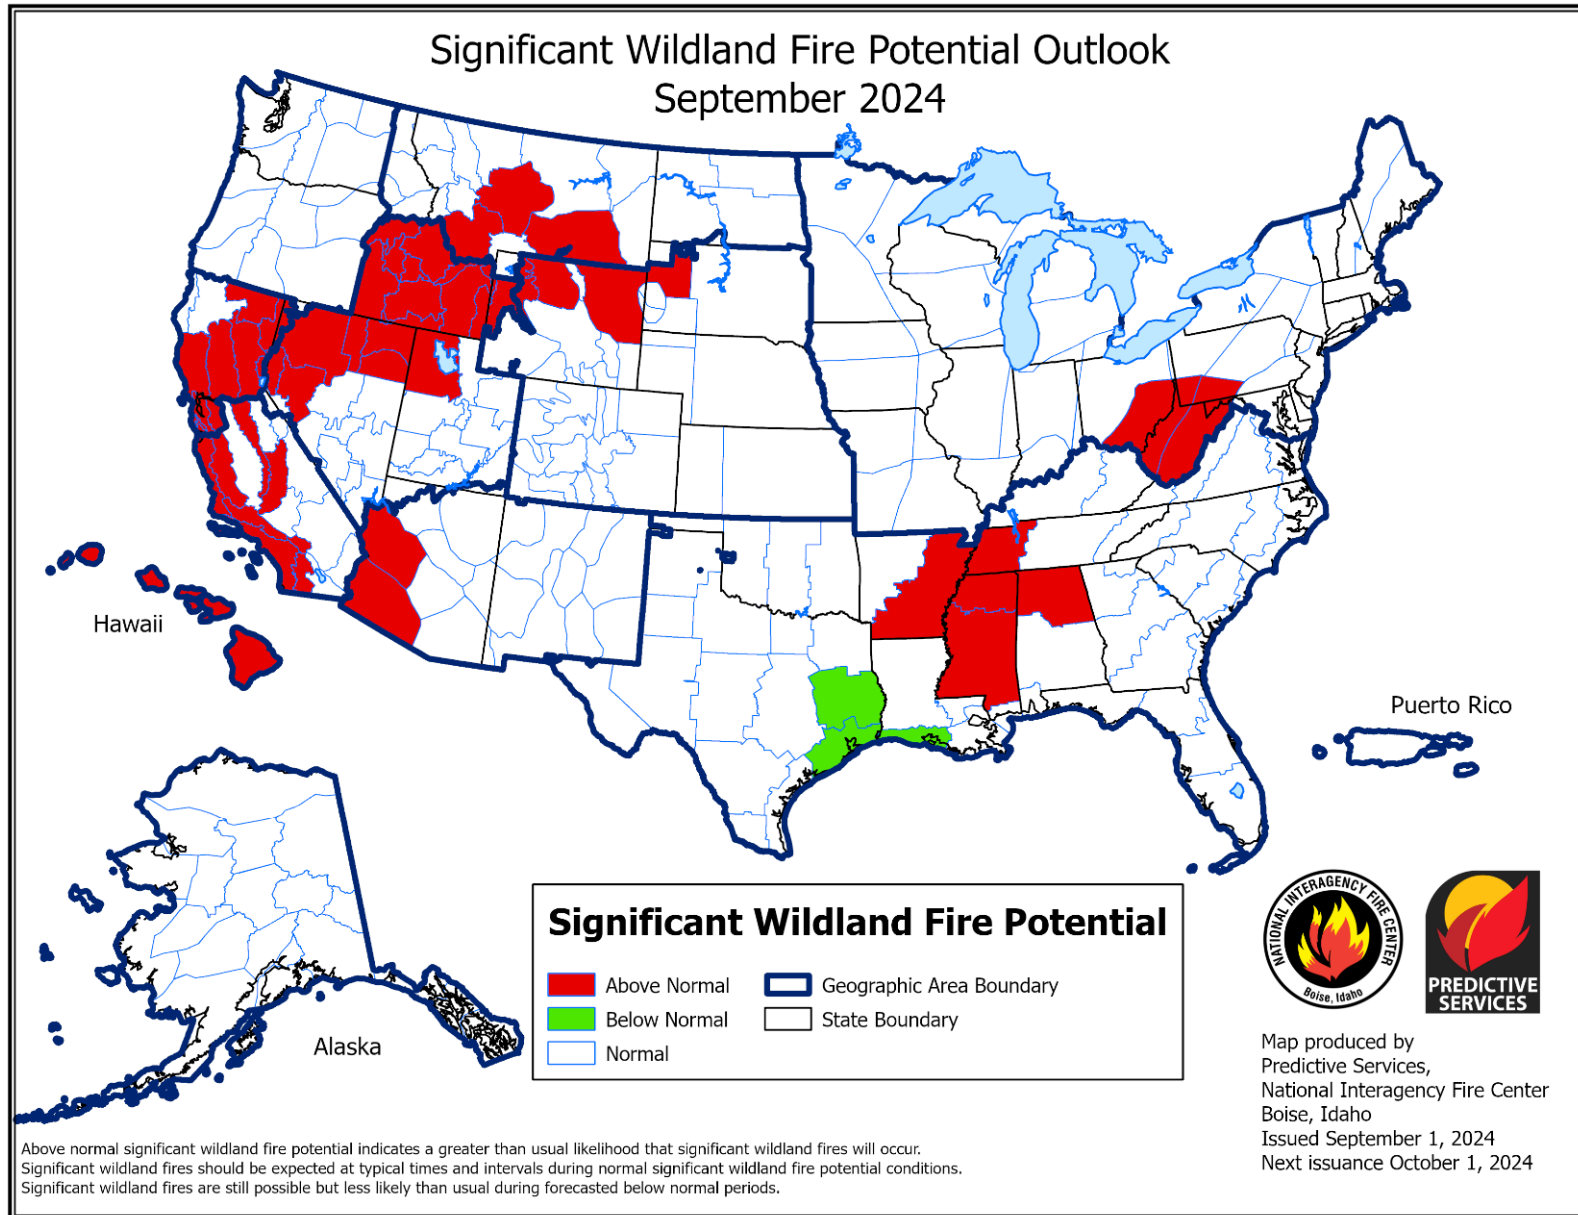 Significant Wildland Fire Potential Outlook
September 2024
Hawaii
Puerto Rico
Alaska
Significant Wildland Fire Potential
Above Normal
Geographic Area Boundary
Below Normal
State Boundary
Normal
NATIONAL INTERAGENCY FIRE CENTER
Boise, Idaho
PREDICTIVE
SERVICES
Map produced by
Predictive Services,
National Interagency Fire Center
Boise, Idaho
Issued September 1, 2024
Next issuance October 1, 2024
Above normal significant wildland fire potential indicates a greater than usual likelihood that significant wildland fires will occur.
Significant wildland fires should be expected at typical times and intervals during normal significant wildland fire potential conditions.
Significant wildland fires are still possible but less likely than usual during forecasted below normal periods.